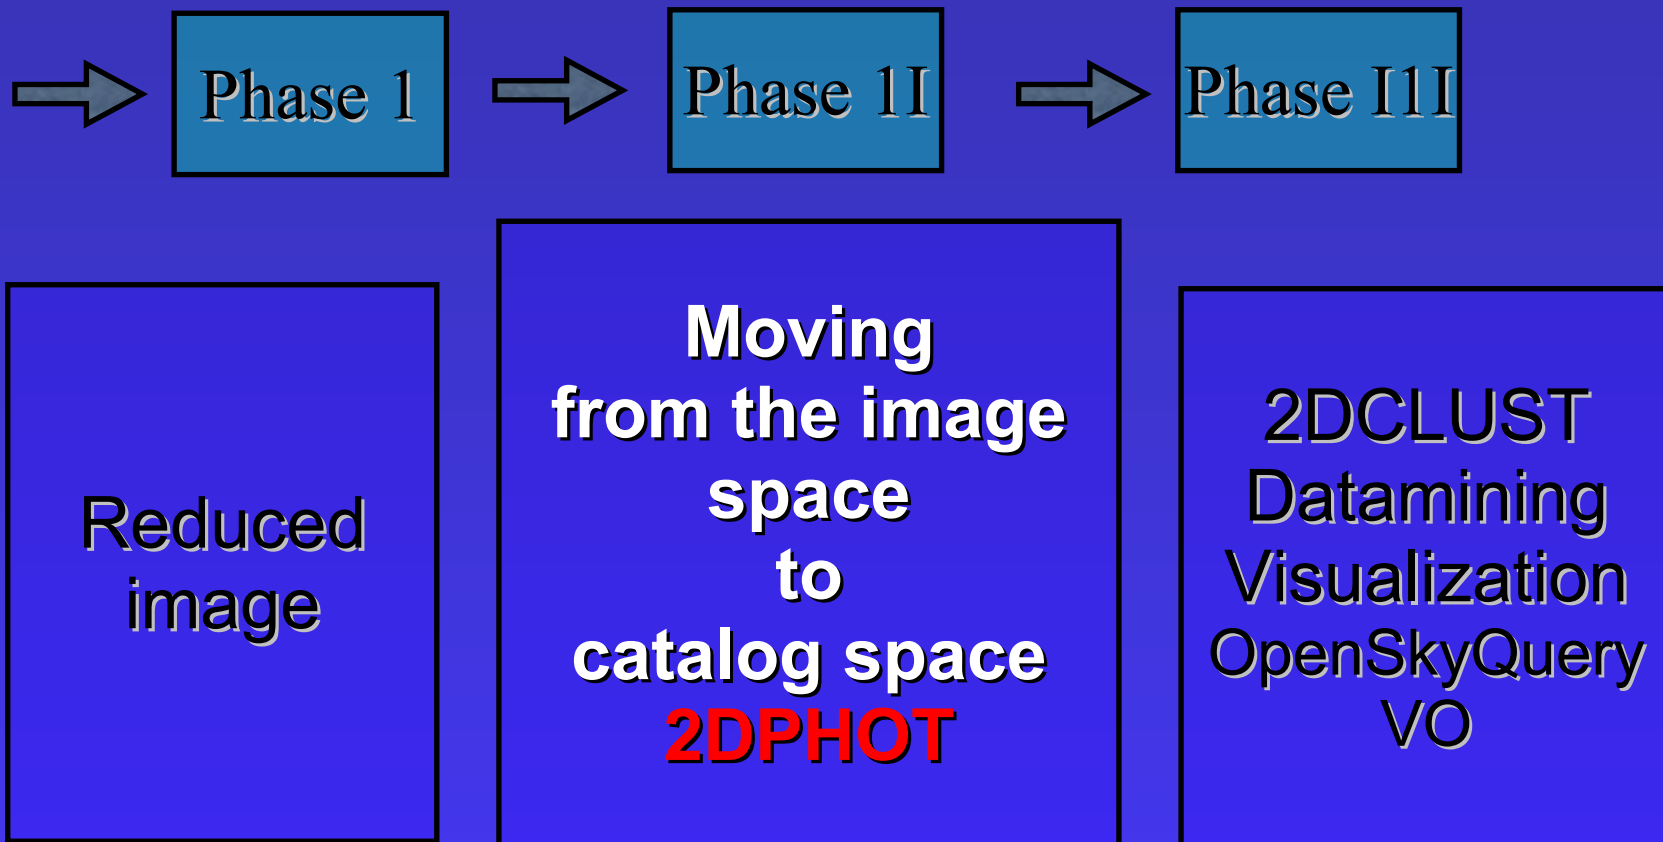 Phase 1
Phase 1I
Phase I1I
Reduced
image
Moving
from the image
space
to
catalog space
2DPHOT
2DCLUST
Datamining
Visualization
OpenSkyQuery
VO